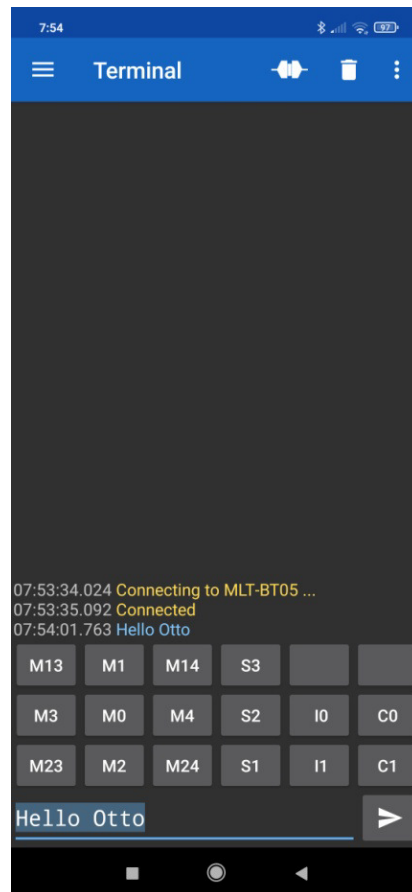 7:54 97
Terminal
07:53:34.024 Connecting to MLT-BT05 ...
07:53:35.092 Connected
07:54:01.763 Hello Otto
M13 M1 M14 S3
M3 M0 M4 S2 I0 C0
M23 M2 M24 S1 I1 C1
Hello Otto